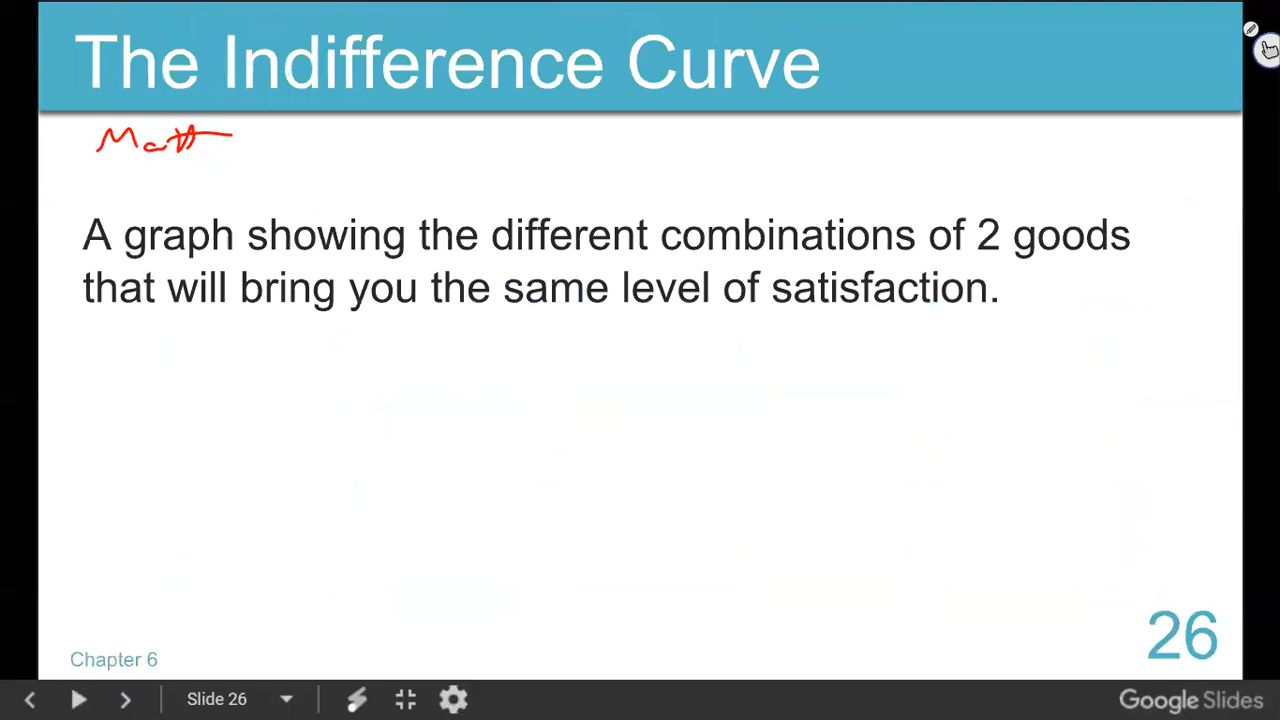 The Indifference Curve
Math
A graph showing the different combinations of 2 goods
that will bring you the same level of satisfaction.
26
Chapter 6
Slide 26
Google Slides